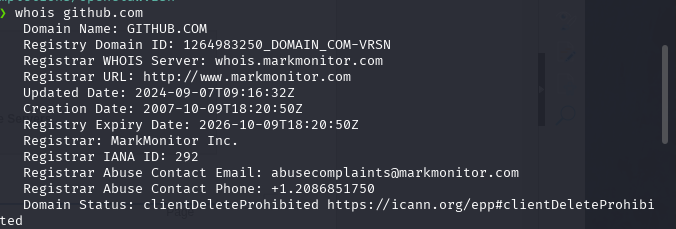 ❯ whois github.com
Domain Name: GITHUB.COM
Registry Domain ID: 1264983250_DOMAIN_COM-VRSN
Registrar WHOIS Server: whois.markmonitor.com
Registrar URL: http://www.markmonitor.com
Updated Date: 2024-09-07T09:16:32Z
Creation Date: 2007-10-09T18:20:50Z
Registry Expiry Date: 2026-10-09T18:20:50Z
Registrar: MarkMonitor Inc.
Registrar IANA ID: 292
Registrar Abuse Contact Email: abusecomplaints@markmonitor.com
Registrar Abuse Contact Phone: +1.2086851750
Domain Status: clientDeleteProhibited https://icann.org/epp#clientDeleteProhibi
ted